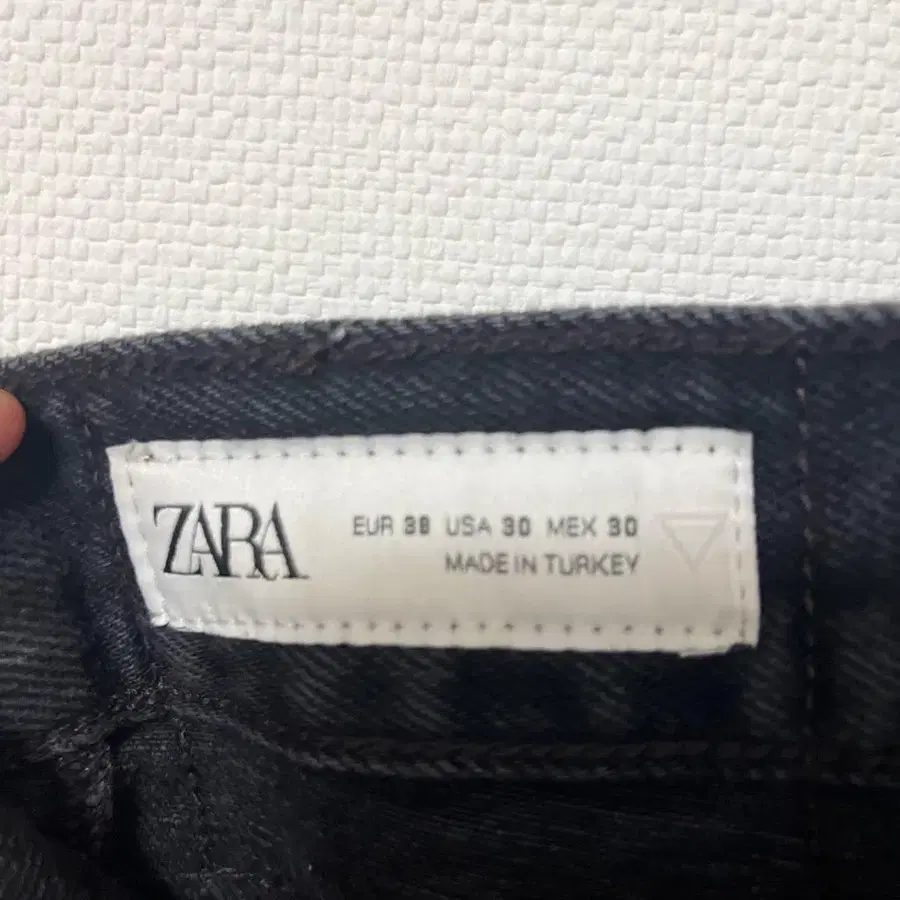 ZARA
EUR 38 USA 30 MEX 30
MADE IN TURKEY